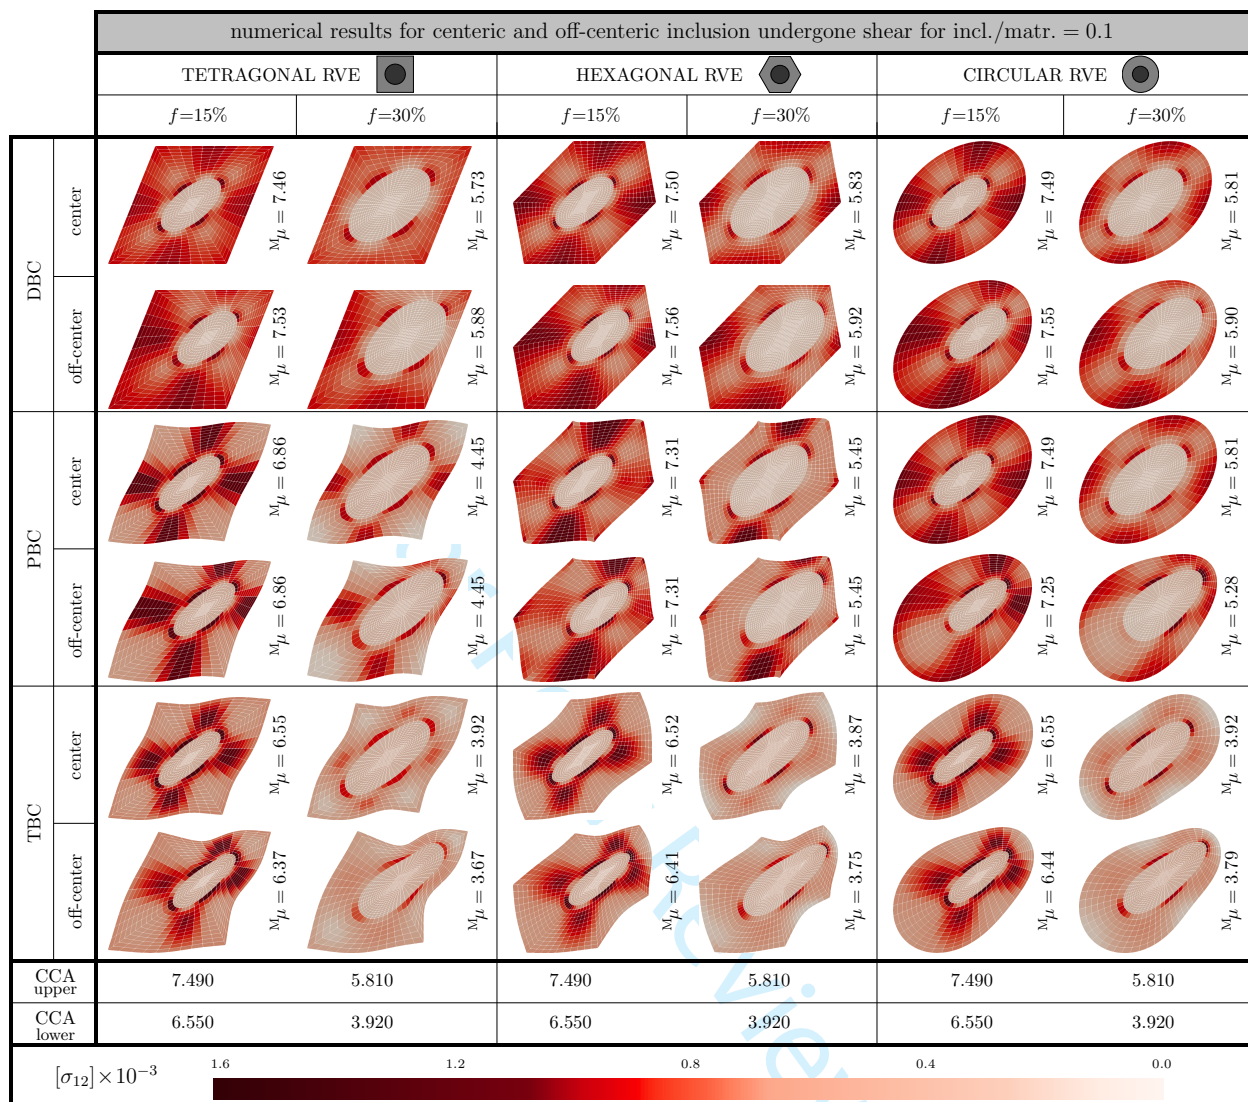 numerical results for centeric and off-centeric inclusion undergone shear for incl./matr. = 0.1
TETRAGONAL RVE HEXAGONAL RVE CIRCULAR RVE
f=15% f=30% f=15% f=30% f=15% f=30%
DBC
center
Mμ = 7.46 Mμ = 5.73 Mμ = 7.50 Mμ = 5.83 Mμ = 7.49 Mμ = 5.81
off-center
Mμ = 7.53 Mμ = 5.88 Mμ = 7.56 Mμ = 5.92 Mμ = 7.55 Mμ = 5.90
PBC
center
Mμ = 6.86 Mμ = 4.45 Mμ = 7.31 Mμ = 5.45 Mμ = 7.49 Mμ = 5.81
off-center
Mμ = 6.86 Mμ = 4.45 Mμ = 7.31 Mμ = 5.45 Mμ = 7.25 Mμ = 5.28
TBC
center
Mμ = 6.55 Mμ = 3.92 Mμ = 6.52 Mμ = 3.87 Mμ = 6.55 Mμ = 3.92
off-center
Mμ = 6.37 Mμ = 3.67 Mμ = 6.41 Mμ = 3.75 Mμ = 6.44 Mμ = 3.79
CCA upper 7.490 5.810 7.490 5.810 7.490 5.810
CCA lower 6.550 3.920 6.550 3.920 6.550 3.920
[σ12]×10−3 1.6 1.2 0.8 0.4 0.0